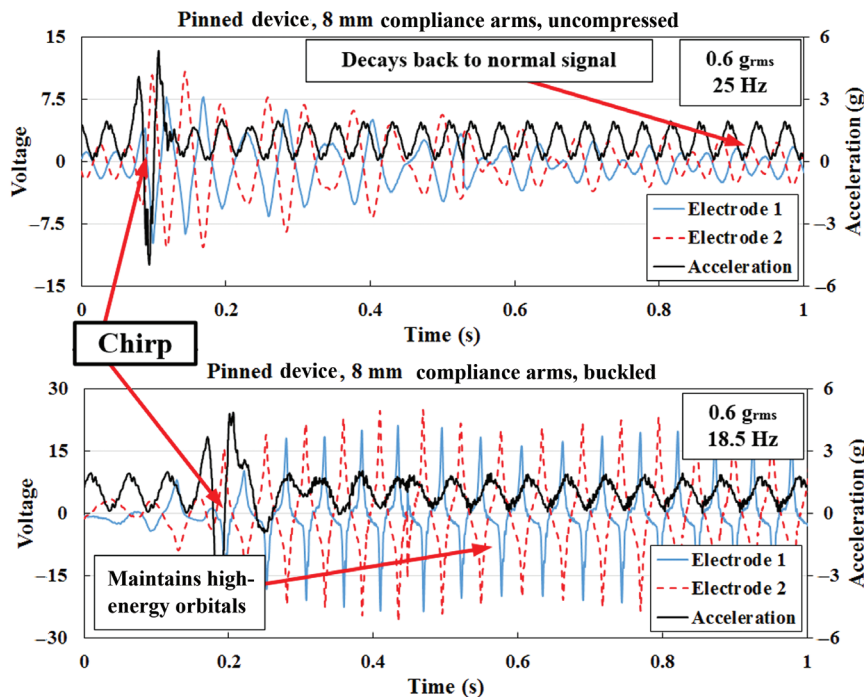 Pinned device, 8 mm compliance arms, uncompressed
15
7.5
0
−7.5
−15
Voltage
Decays back to normal signal
0.6 grms
25 Hz
6
3
0
−3
−6
Acceleration (g)
Electrode 1
Electrode 2
Acceleration
0
0.2
0.4
0.6
0.8
1
Time (s)
Chirp
Pinned device, 8 mm compliance arms, buckled
30
15
0
−15
−30
Voltage
0.6 grms
18.5 Hz
6
3
0
−3
−6
Acceleration (g)
Maintains high-
energy orbitals
Electrode 1
Electrode 2
Acceleration
0
0.2
0.4
0.6
0.8
1
Time (s)